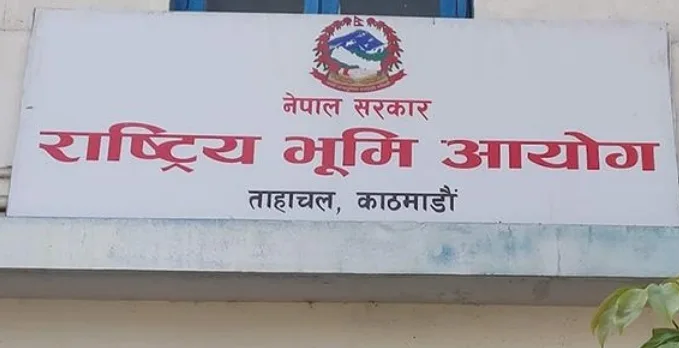 नेपाल सरकार
राष्ट्रिय भूमि आयोग
ताहाचल, काठमाडौं